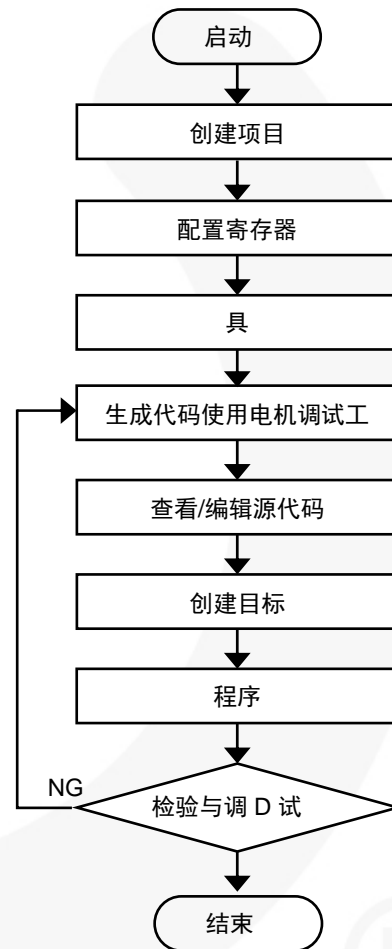 启动
创建项目
配置寄存器
具
生成代码使用电机调试工
查看/编辑源代码
创建目标
程序
NG
检验与调 D 试
结束